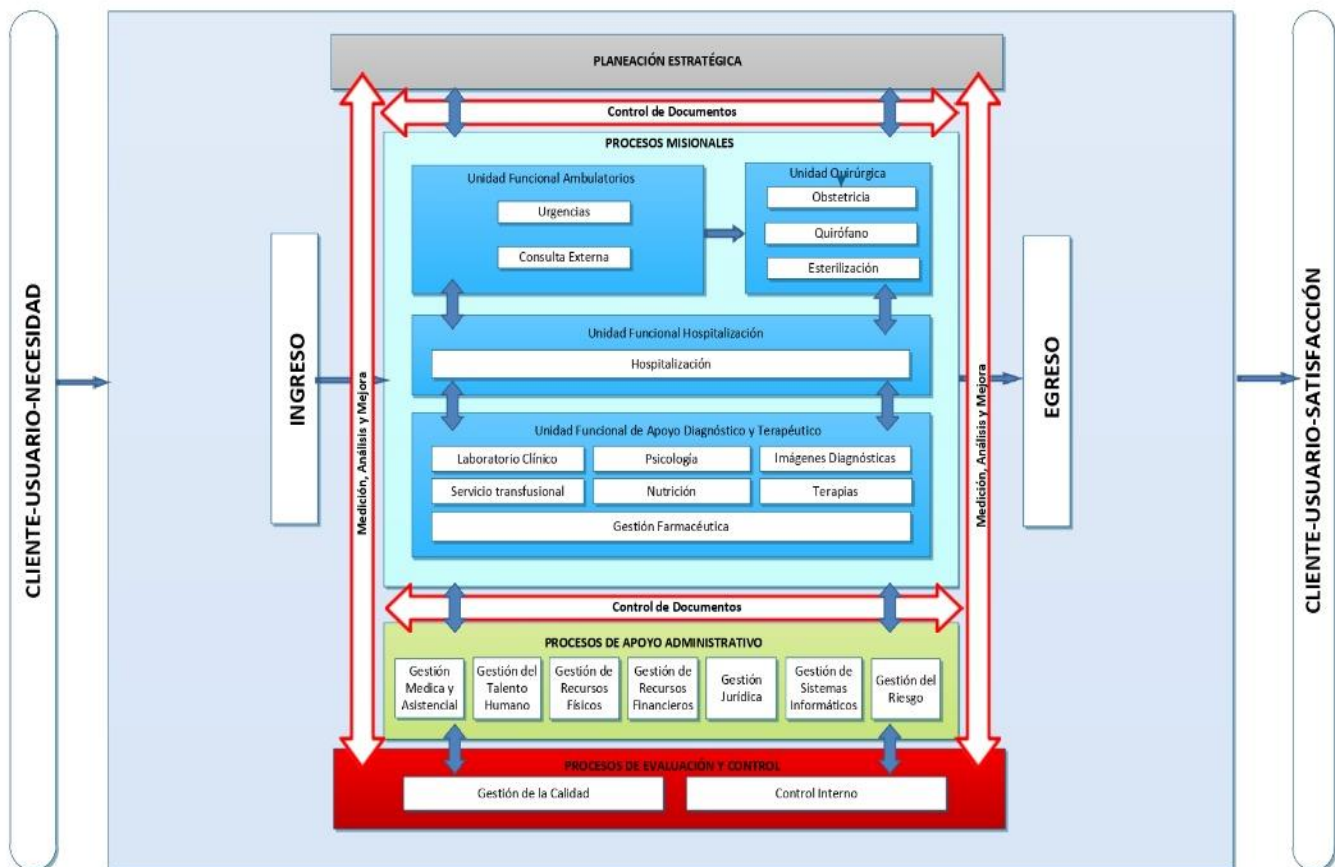 CLIENTE-USUARIO-NECESIDAD
PLANEACIÓN ESTRATÉGICA
Control de Documentos
PROCESOS MISIONALES
Unidad Funcional Ambulatorios
Urgencias
Consulta Externa
Unidad Quirúrgica
Obstetricia
Quirófano
Esterilización
INGRESO
Medición, Análisis y Mejora
Unidad Funcional Hospitalización
Hospitalización
Unidad Funcional de Apoyo Diagnóstico y Terapéutico
Laboratorio Clínico
Psicología
Imágenes Diagnósticas
Servicio transfusional
Nutrición
Terapias
Gestión Farmacéutica
Medición, Análisis y Mejora
EGRESO
Control de Documentos
PROCESOS DE APOYO ADMINISTRATIVO
Gestión
Medica y
Asistencial
Gestión del
Talento
Humano
Gestión de
Recursos
Físicos
Gestión de
Recursos
Financieros
Gestión
Jurídica
Gestión de
Sistemas
Informáticos
Gestión del
Riesgo
PROCESOS DE EVALUACIÓN Y CONTROL
Gestión de la Calidad
Control Interno
CLIENTE-USUARIO-SATISFACCIÓN